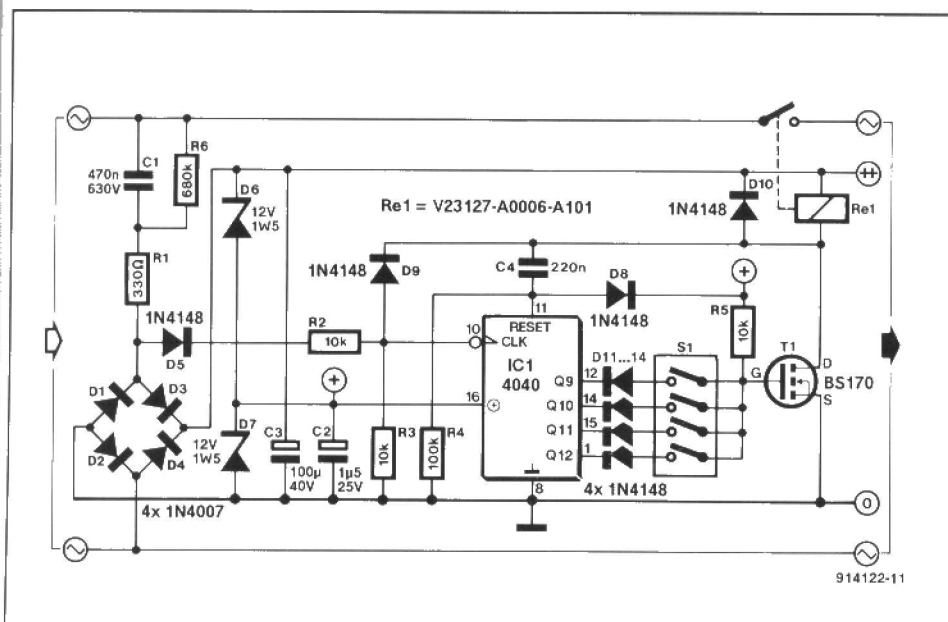 R6
C1
470n
630V
680k
D6
12V
1W5
Re1 = V23127-A0006-A101
D10
1N4148
++
Re1
R1
330Ω
1N4148
D9
C4
220n
D8
1N4148
+
1N4148
D5
R2
10k
11
RESET
10
CLK
IC1
4040
R5
10k
T1
D
G
BS170
S
D11...14
S1
Q9
12
Q10
14
Q11
15
Q12
1
+
16
+
D1
D3
D2
D4
D7
12V
1W5
C3
100μ
40V
C2
1μ5
25V
R3
10k
R4
100k
8
4x 1N4148
4x 1N4007
0
914122-11